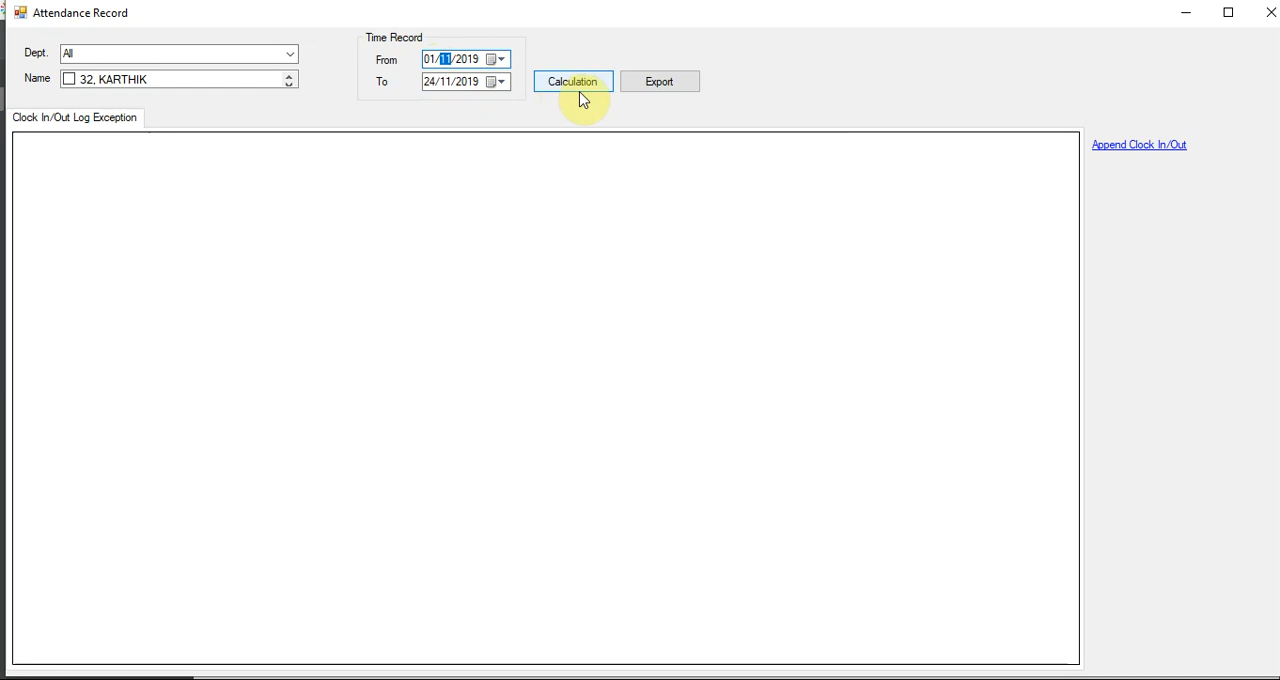 Attendance Record
Dept. All
Name 32, KARTHIK
Time Record
From 01/11/2019
To 24/11/2019
Calculation Export
Clock In/Out Log Exception
Append Clock In/Out